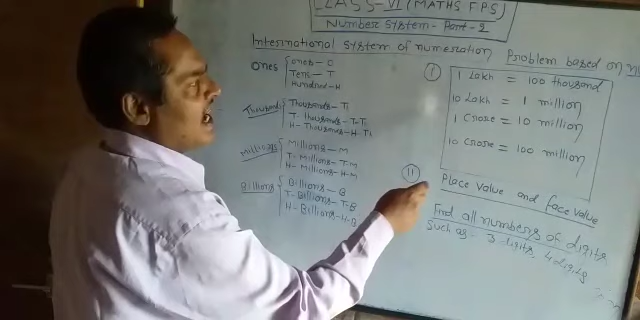 CLASS-VI (MATHS F.P.S)
Number System - Part-2
International system of numeration
Ones
Ones - O
Tens - T
Hundred - H
Thousands
Thousands - Th
T-Thousands - T-Th
H-Thousands - H-Th
Millions
Millions - M
T-Millions - T-M
H-Millions - H-M
Billions
Billions - B
T-Billions - T-B
H-Billions - H-B
Problem based on
I
1 Lakh = 100 thousand
10 Lakh = 1 million
1 Crore = 10 million
10 Crore = 100 million
II
Place value and face value
Find all numbers of digits
Such as - 3 digits, 4 digits